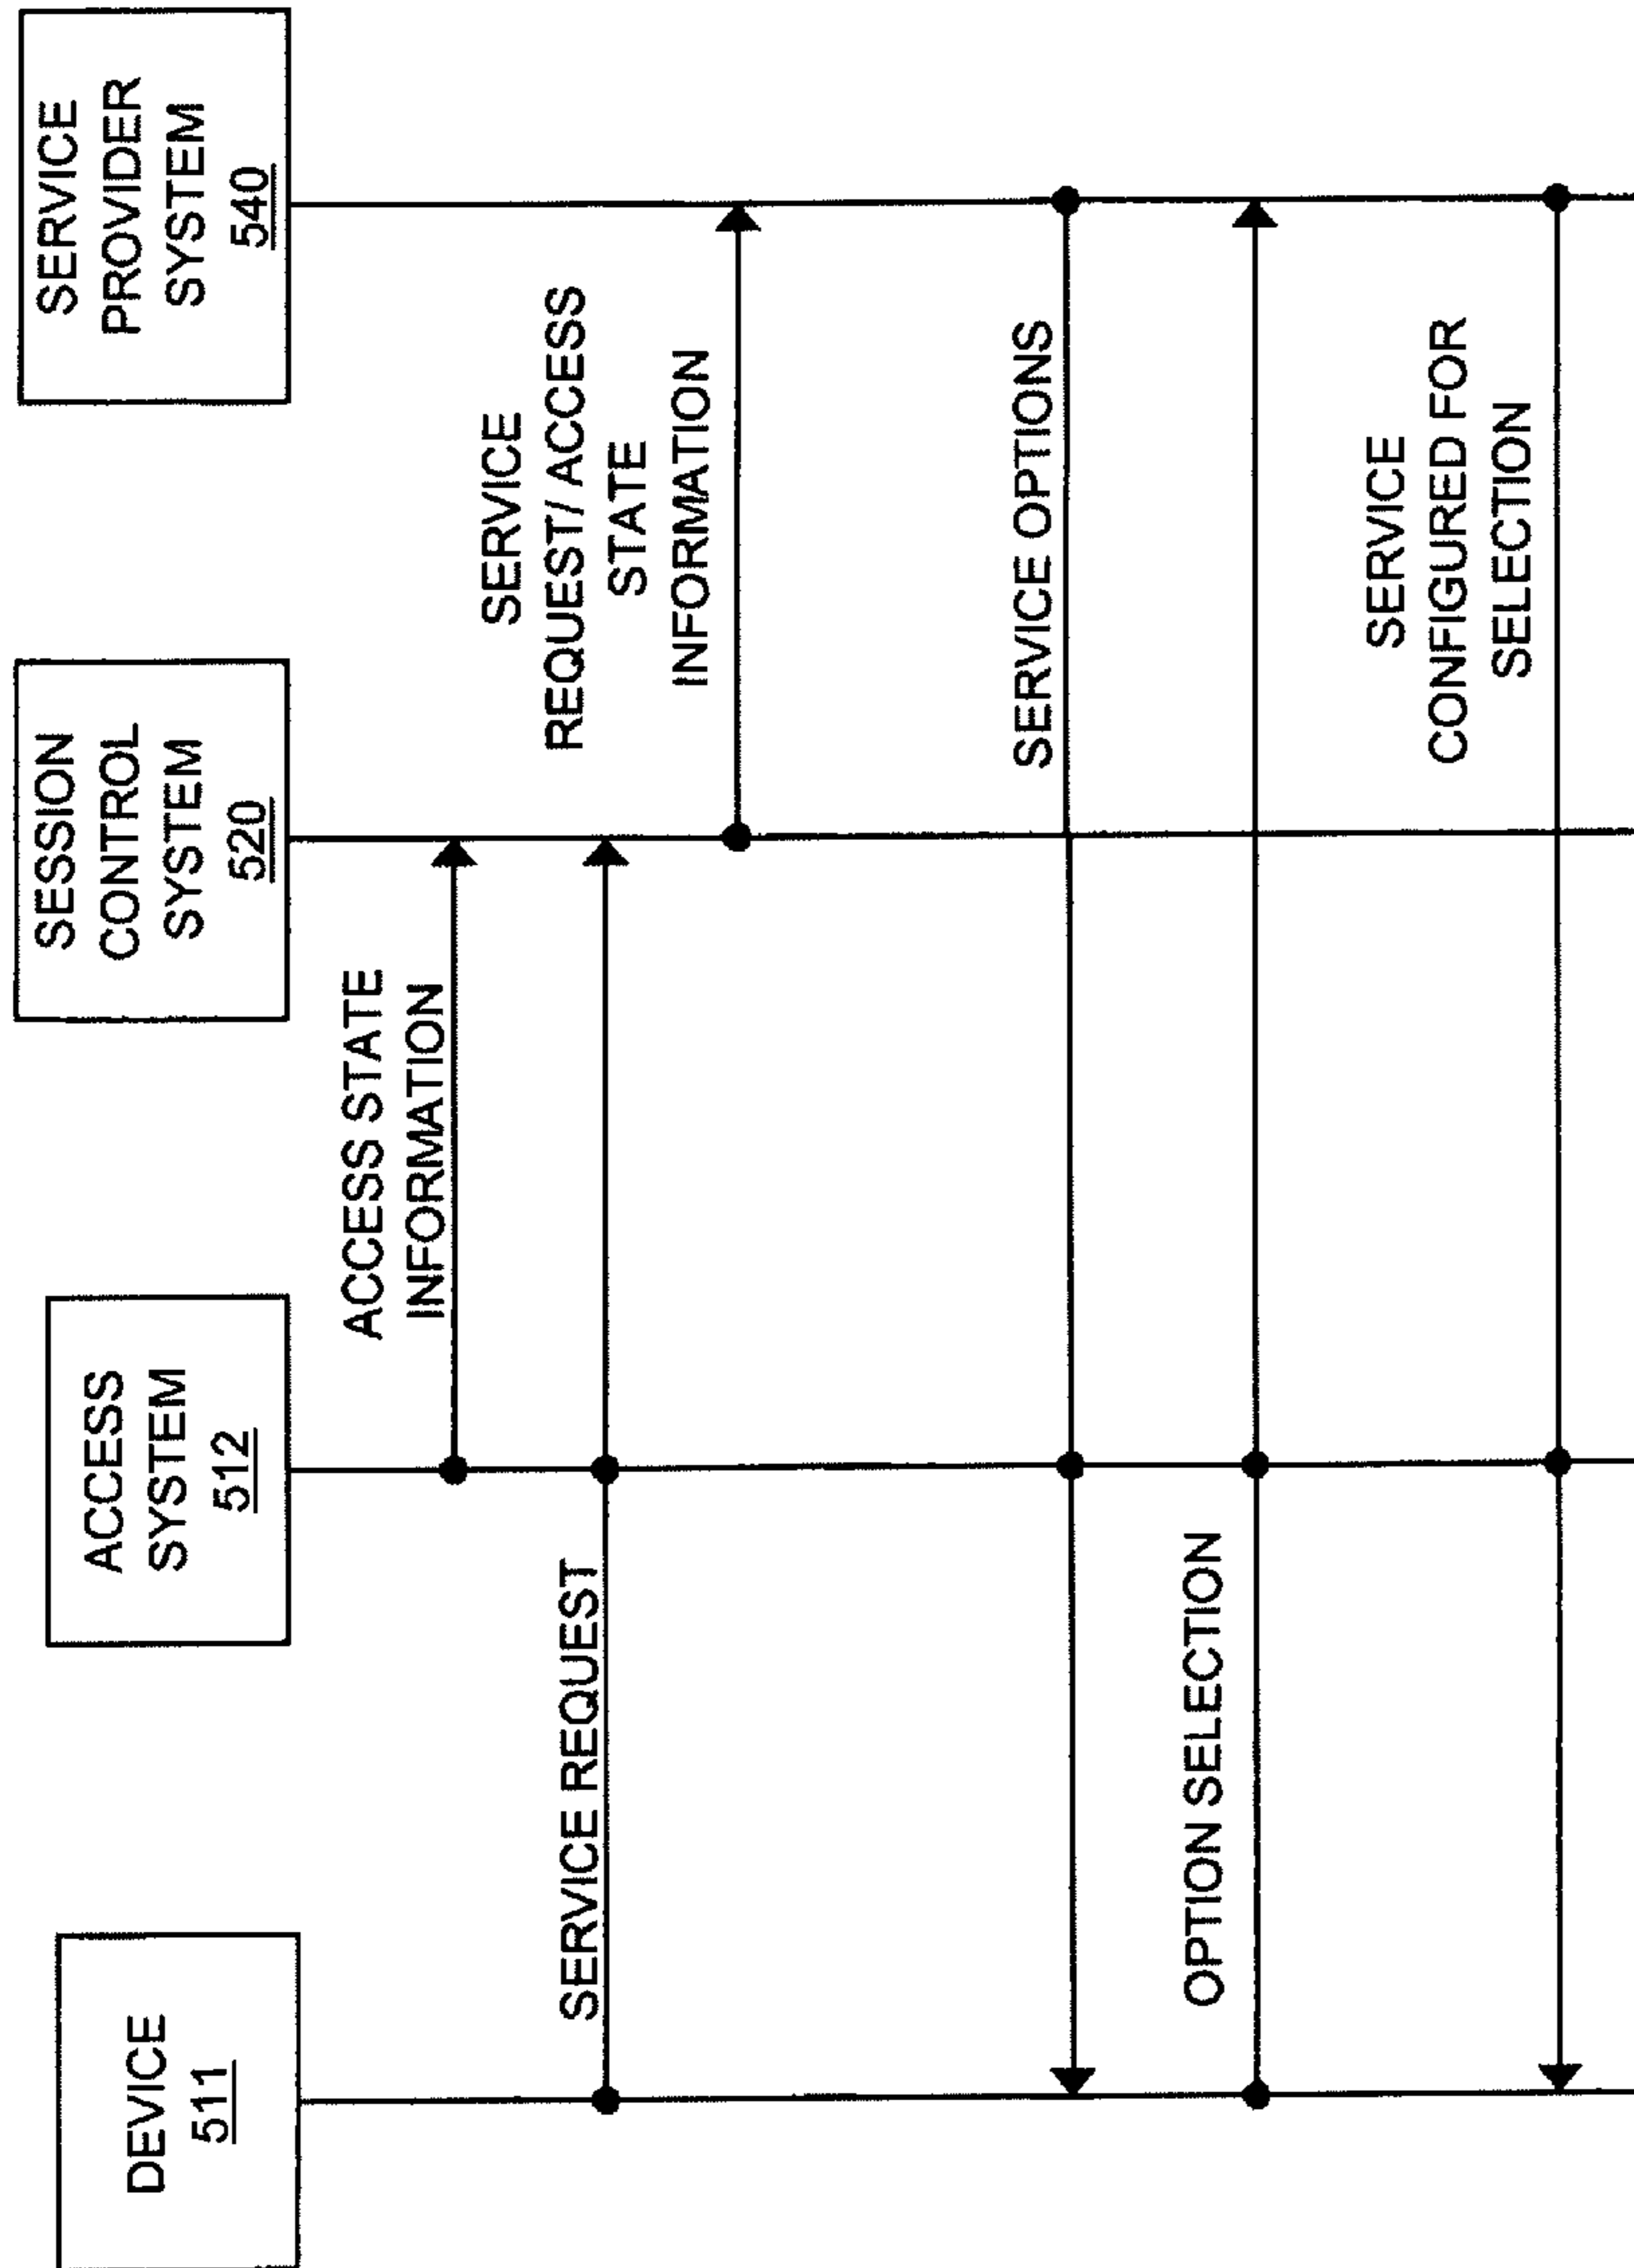 DEVICE
511
ACCESS
SYSTEM
512
SESSION
CONTROL
SYSTEM
520
SERVICE
PROVIDER
SYSTEM
540
ACCESS STATE
INFORMATION
SERVICE REQUEST
SERVICE
REQUEST/ ACCESS
STATE
INFORMATION
SERVICE OPTIONS
OPTION SELECTION
SERVICE
CONFIGURED FOR
SELECTION